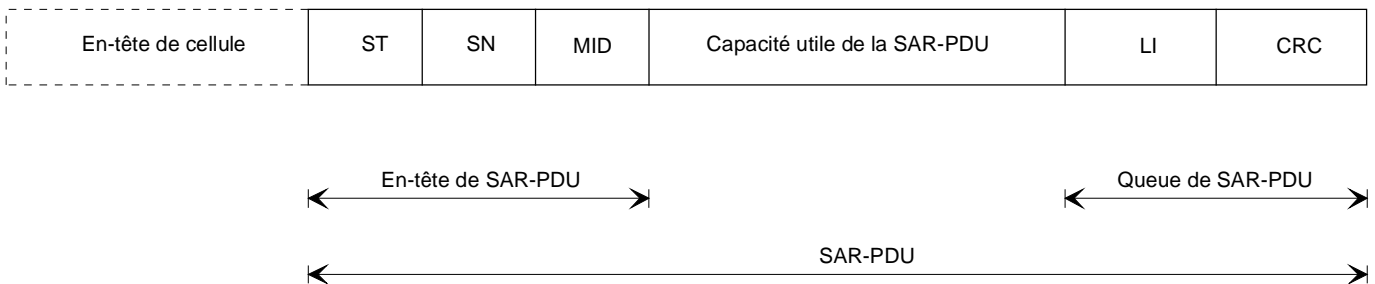 En-tête de cellule ST SN MID Capacité utile de la SAR-PDU LI CRC
En-tête de SAR-PDU Queue de SAR-PDU
SAR-PDU